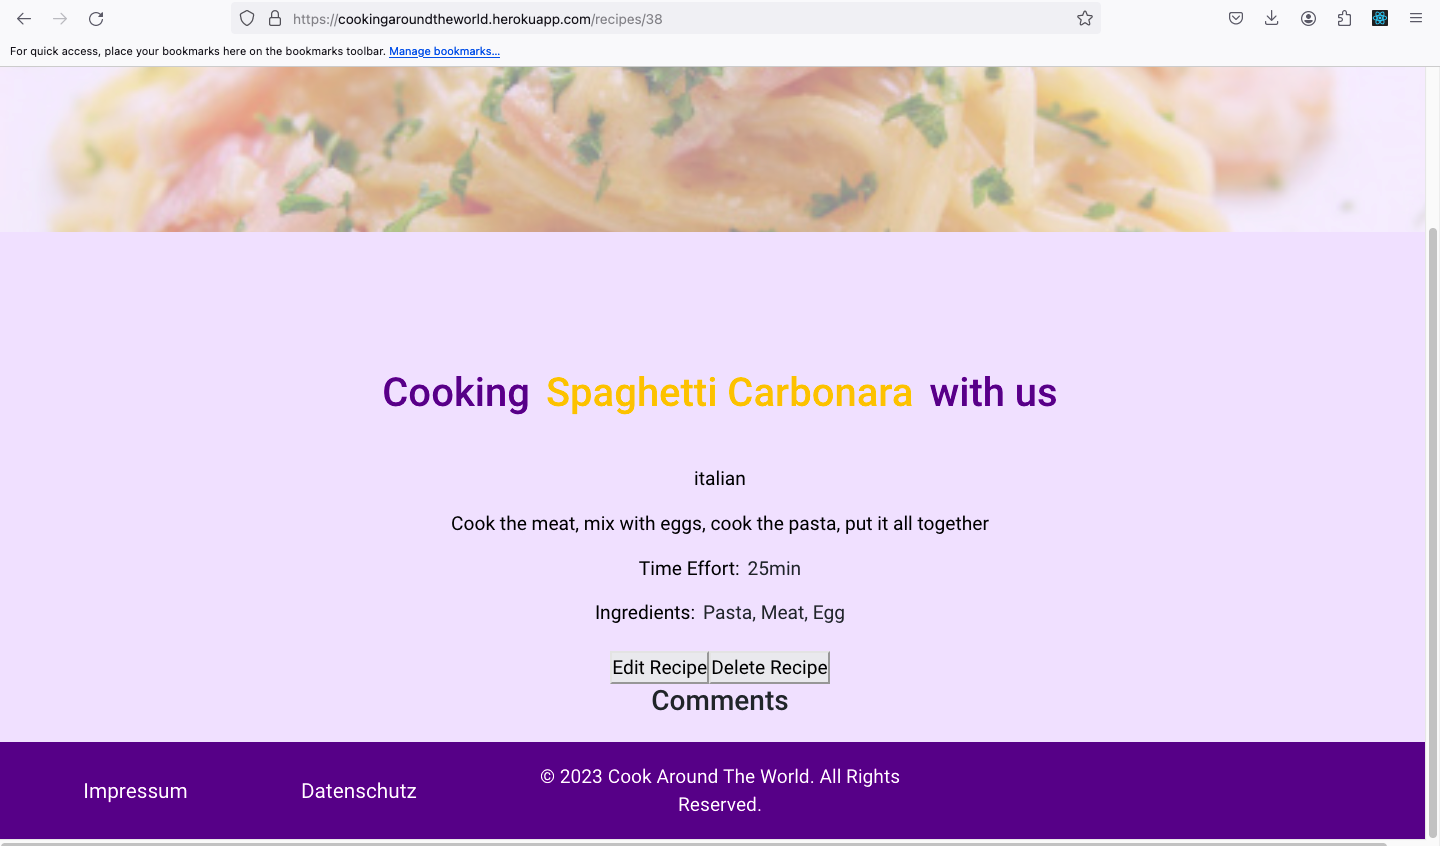 https://cookingaroundtheworld.herokuapp.com/recipes/38
For quick access, place your bookmarks here on the bookmarks toolbar. Manage bookmarks...
Cooking Spaghetti Carbonara with us
italian
Cook the meat, mix with eggs, cook the pasta, put it all together
Time Effort: 25min
Ingredients: Pasta, Meat, Egg
Edit Recipe Delete Recipe
Comments
Impressum
Datenschutz
© 2023 Cook Around The World. All Rights
Reserved.